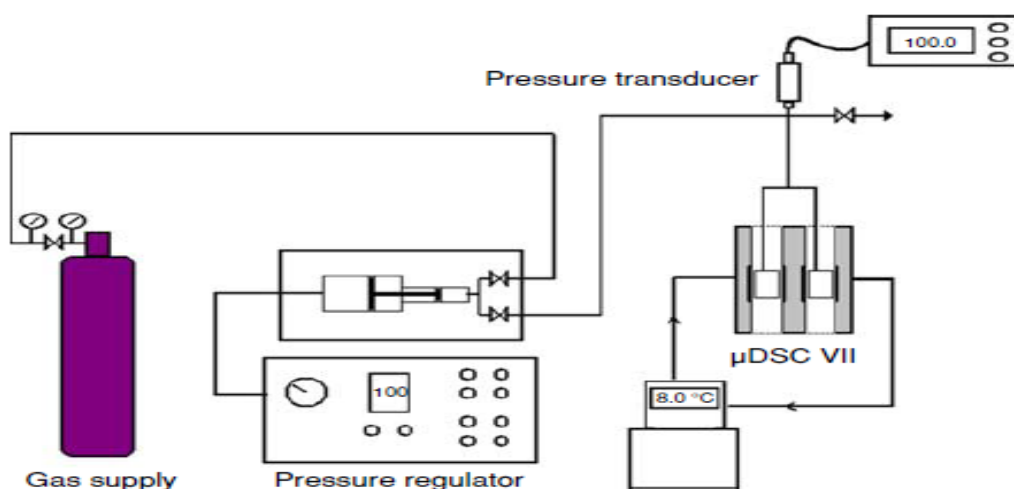 100.0
Pressure transducer
µDSC VII
100
8.0 °C
Gas supply
Pressure regulator